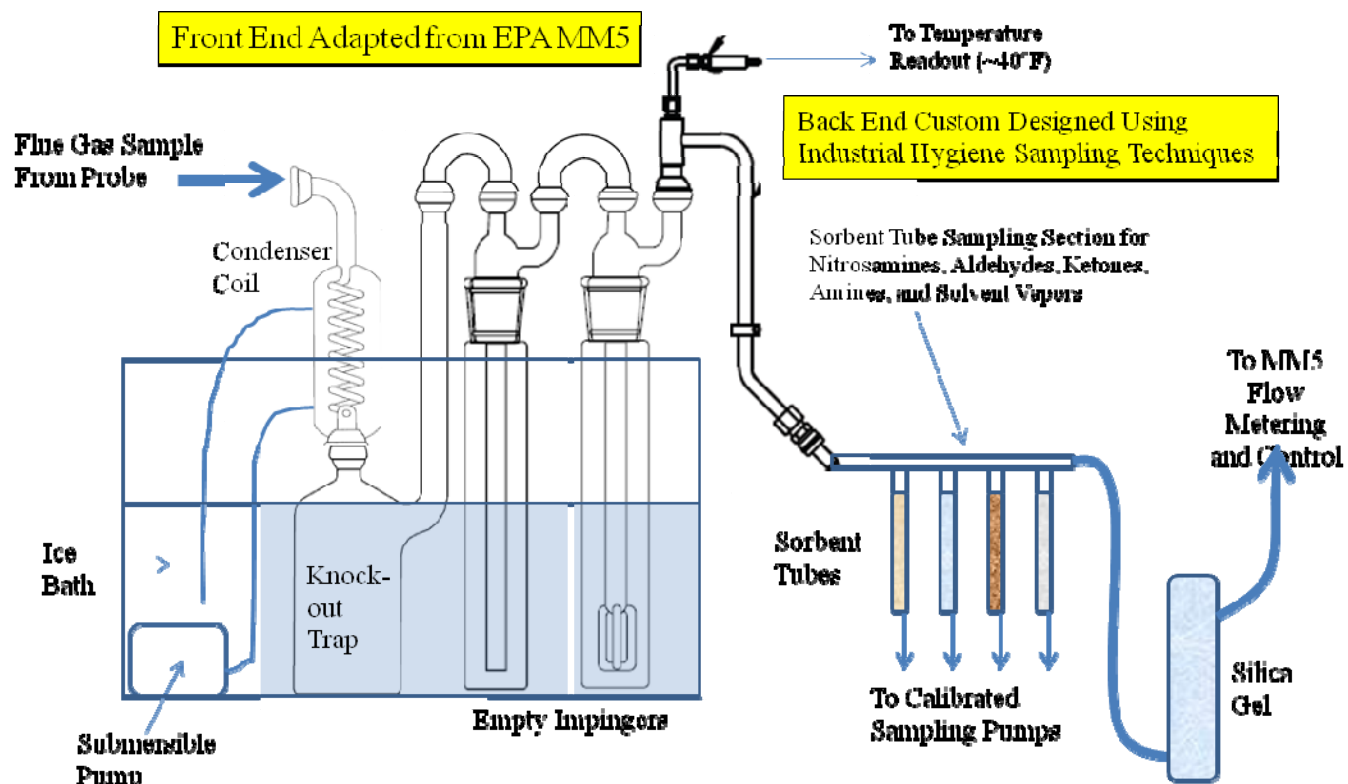 Front End Adapted from EPA MM5
To Temperature
Readout (~40°F)
Back End Custom Designed Using
Industrial Hygiene Sampling Techniques
Flue Gas Sample
From Probe
Condenser
Coil
Sorbent Tube Sampling Section for
Nitrosamines, Aldehydes, Ketones,
Amines, and Solvent Vapors
To MM5
Flow
Metering
and Control
Ice
Bath
Knock-
out
Trap
Sorbent
Tubes
Silica
Gel
Empty Impingers
To Calibrated
Sampling Pumps
Submersible
Pump